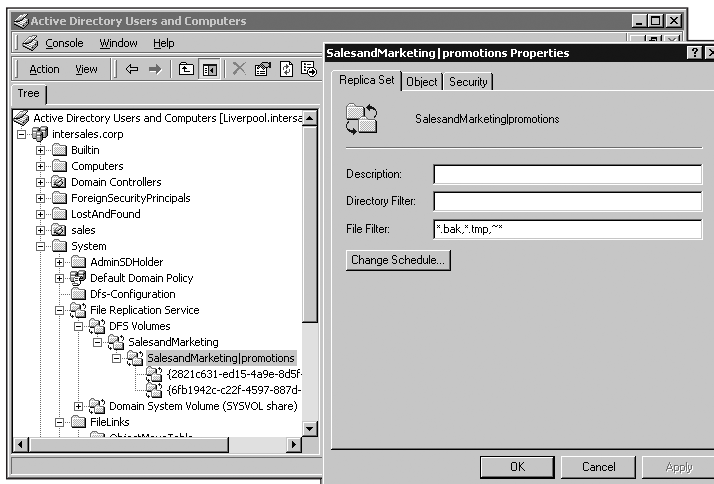 Active Directory Users and Computers
Console Window Help
Action View
Tree
Active Directory Users and Computers [Liverpool.intersa
intersales.corp
Builtin
Computers
Domain Controllers
ForeignSecurityPrincipals
LostAndFound
sales
System
AdminSDHolder
Default Domain Policy
Dfs-Configuration
File Replication Service
DFS Volumes
SalesandMarketing
SalesandMarketing|promotions
{2821c631-ed15-4a9e-8d5f-
{6fb1942c-c22f-4597-887d-
Domain System Volume (SYSVOL share)
FileLinks
ObjectMoveTable
SalesandMarketing|promotions Properties
Replica Set Object Security
SalesandMarketing|promotions
Description:
Directory Filter:
File Filter: *.bak,*.tmp,~*
Change Schedule...
OK Cancel Apply